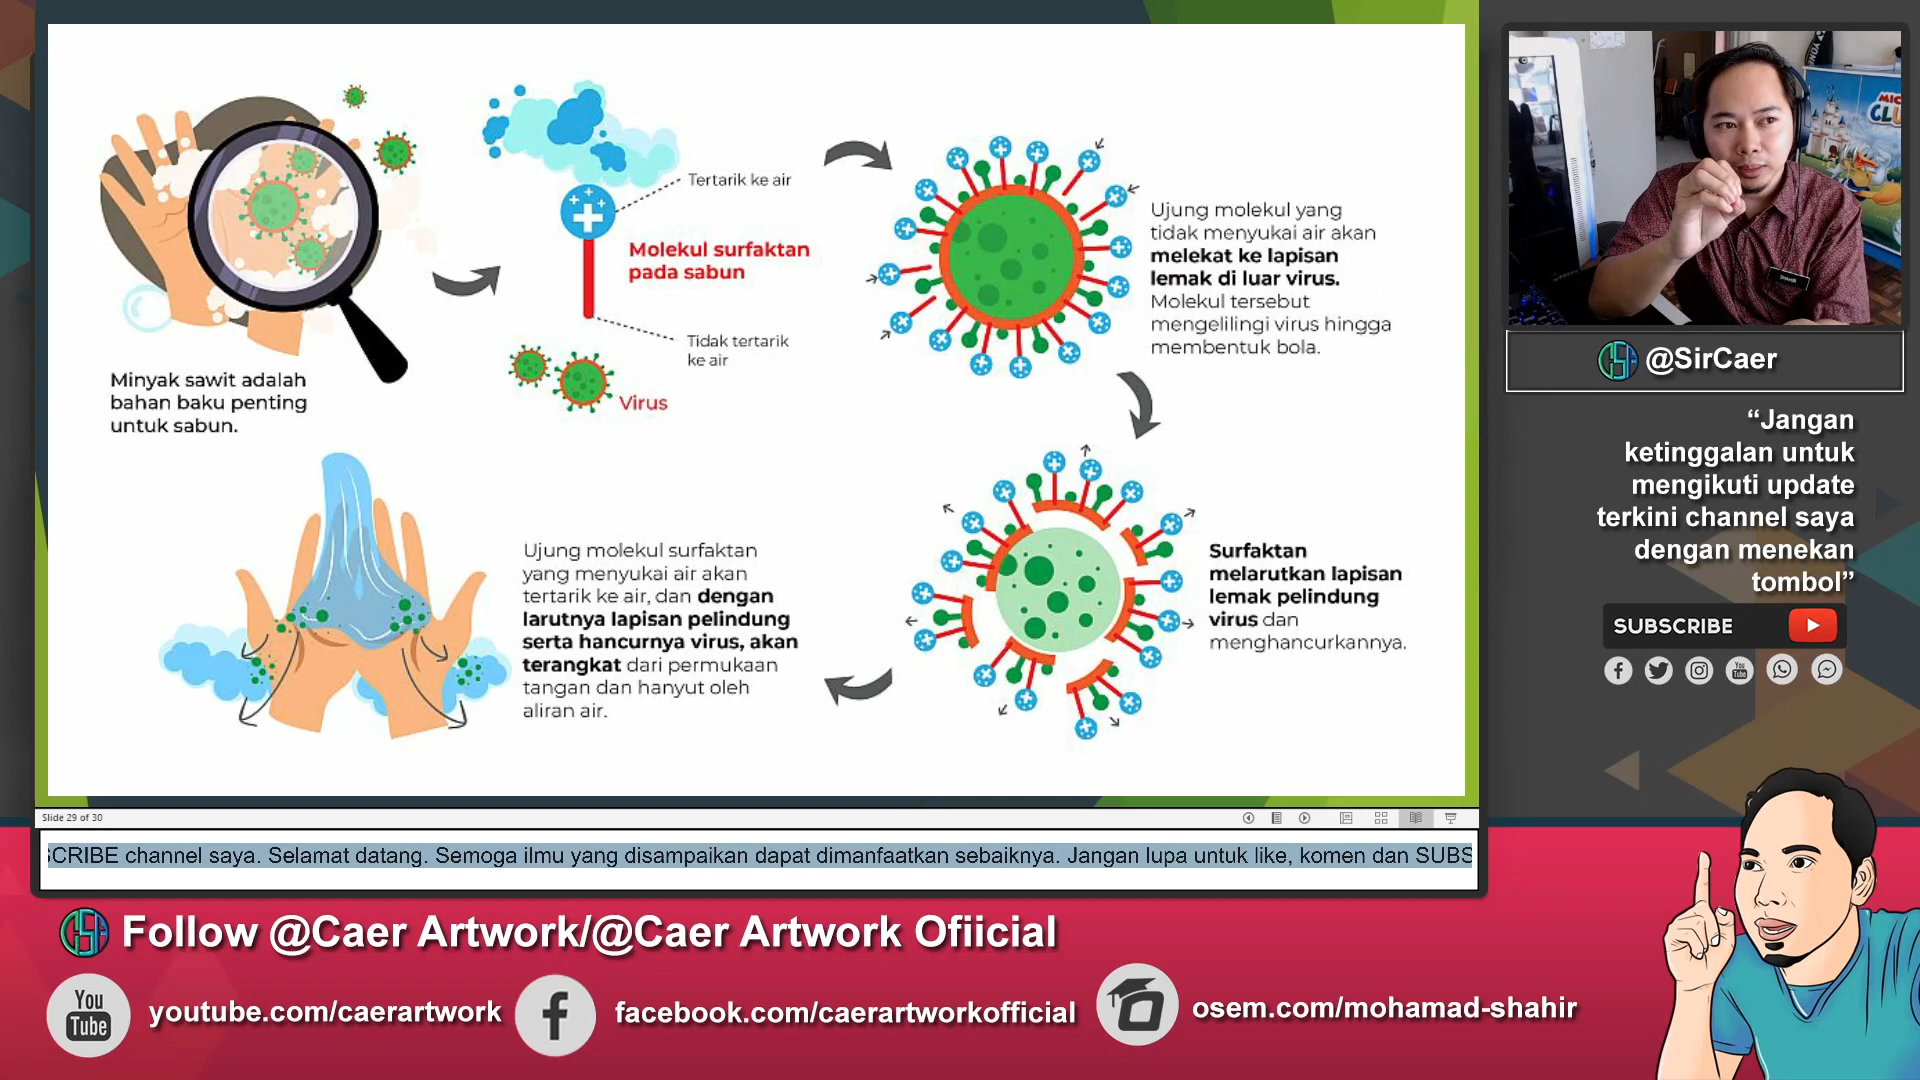 Minyak sawit adalah
bahan baku penting
untuk sabun.
Tertarik ke air
Molekul surfaktan
pada sabun
Tidak tertarik
ke air
Virus
Ujung molekul yang
tidak menyukai air akan
melekat ke lapisan
lemak di luar virus.
Molekul tersebut
mengelilingi virus hingga
membentuk bola.
Surfaktan
melarutkan lapisan
lemak pelindung
virus dan
menghancurkannya.
Ujung molekul surfaktan
yang menyukai air akan
tertarik ke air, dan dengan
larutnya lapisan pelindung
serta hancurnya virus, akan
terangkat dari permukaan
tangan dan hanyut oleh
aliran air.
Slide 29 of 30
SCRIBE channel saya. Selamat datang. Semoga ilmu yang disampaikan dapat dimanfaatkan sebaiknya. Jangan lupa untuk like, komen dan SUBS
@SirCaer
“Jangan
ketinggalan untuk
mengikuti update
terkini channel saya
dengan menekan
tombol”
SUBSCRIBE
Follow @Caer Artwork/@Caer Artwork Ofiicial
You
Tube
youtube.com/caerartwork
facebook.com/caerartworkofficial
osem.com/mohamad-shahir